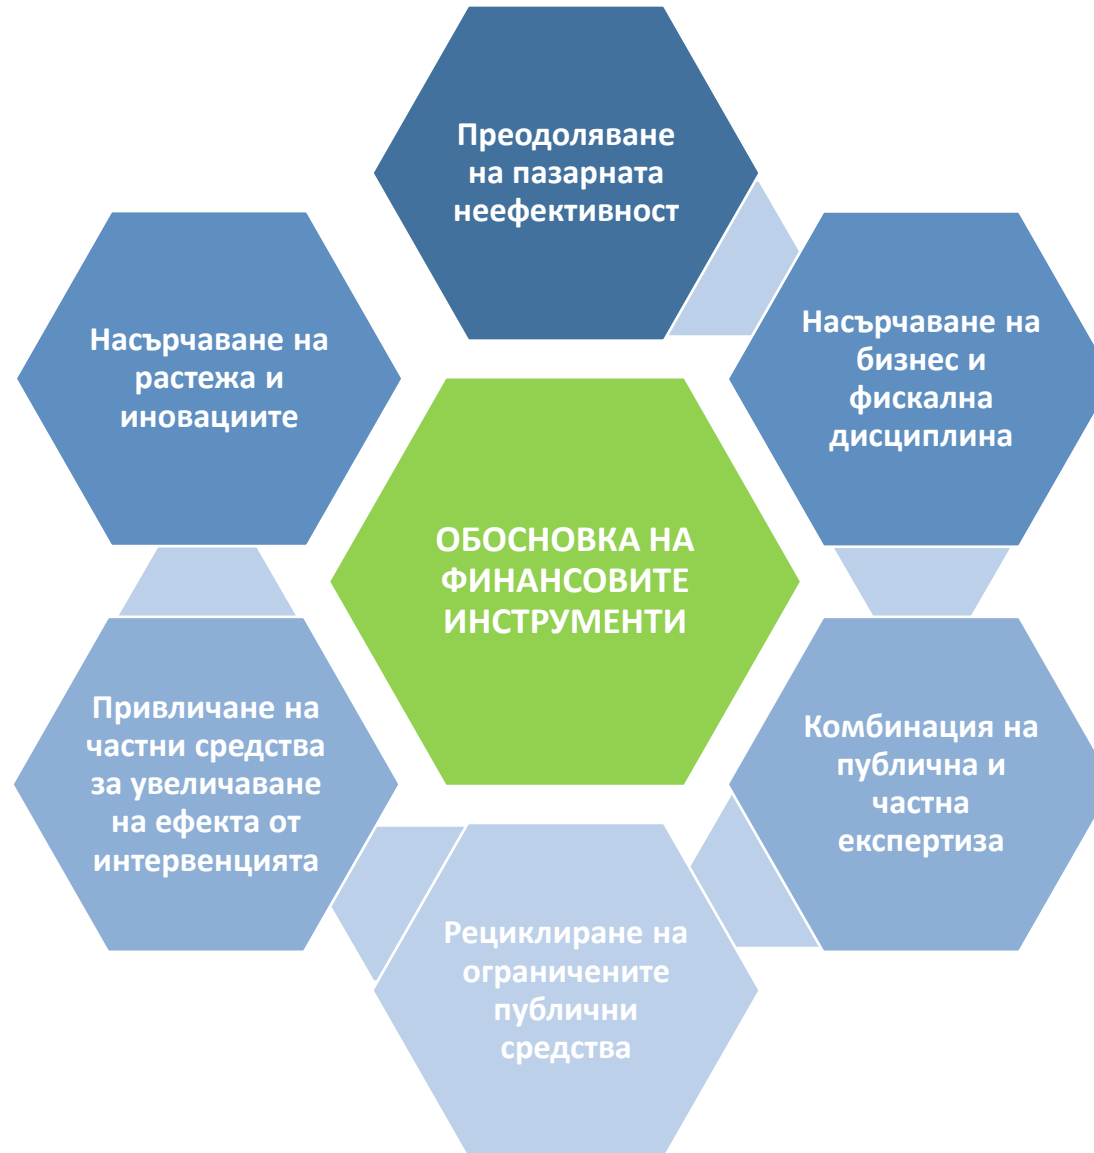 Преодоляване
на пазарната
неефективност
Насърчаване на
бизнес и
фискална
дисциплина
Комбинация на
публична и
частна
експертиза
Рециклиране на
ограничените
публични
средства
Привличане на
частни средства
за увеличаване
на ефекта от
интервенцията
Насърчаване на
растежа и
иновациите
ОБОСНОВКА НА
ФИНАНСОВИТЕ
ИНСТРУМЕНТИ